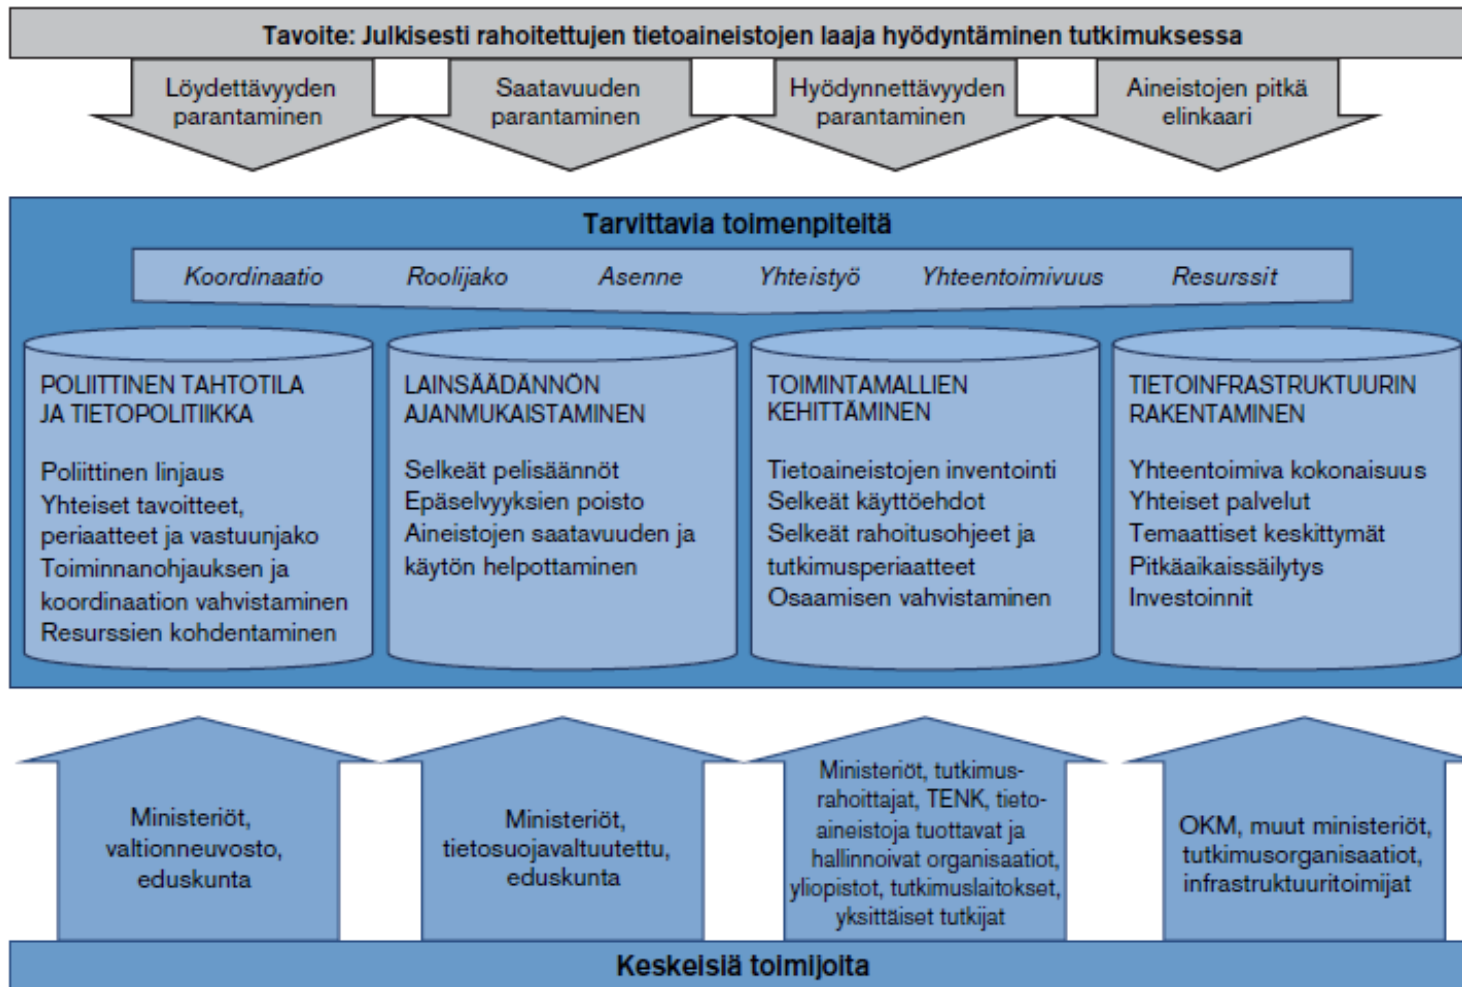 Tavoite: Julkisesti rahoitettujen tietoaineistojen laaja hyödyntäminen tutkimuksessa
Löydettävyyden
parantaminen
Saatavuuden
parantaminen
Hyödynnettävyyden
parantaminen
Aineistojen pitkä
elinkaari
Tarvittavia toimenpiteitä
Koordinaatio Roolijako Asenne Yhteistyö Yhteentoimivuus Resurssit
POLIITTINEN TAHTOTILA
JA TIETOPOLITIIKKA
Poliittinen linjaus
Yhteiset tavoitteet,
periaatteet ja vastuunjako
Toiminnanohjauksen ja
koordinaation vahvistaminen
Resurssien kohdentaminen
LAINSÄÄDÄNNÖN
AJANMUKAISTAMINEN
Selkeät pelisäännöt
Epäselvyyksien poisto
Aineistojen saatavuuden ja
käytön helpottaminen
TOIMINTAMALLIEN
KEHITTÄMINEN
Tietoaineistojen inventointi
Selkeät käyttöehdot
Selkeät rahoitusohjeet ja
tutkimusperiaatteet
Osaamisen vahvistaminen
TIETOINFRASTRUKTUURIN
RAKENTAMINEN
Yhteentoimiva kokonaisuus
Yhteiset palvelut
Temaattiset keskittymät
Pitkäaikaissäilytys
Investoinnit
Ministeriöt,
valtionneuvosto,
eduskunta
Ministeriöt,
tietosuojavaltuutettu,
eduskunta
Ministeriöt, tutkimus-
rahoittajat, TENK, tieto-
aineistoja tuottavat ja
hallinnoivat organisaatiot,
yliopistot, tutkimuslaitokset,
yksittäiset tutkijat
OKM, muut ministeriöt,
tutkimusorganisaatiot,
infrastruktuuritoimijat
Keskeisiä toimijoita